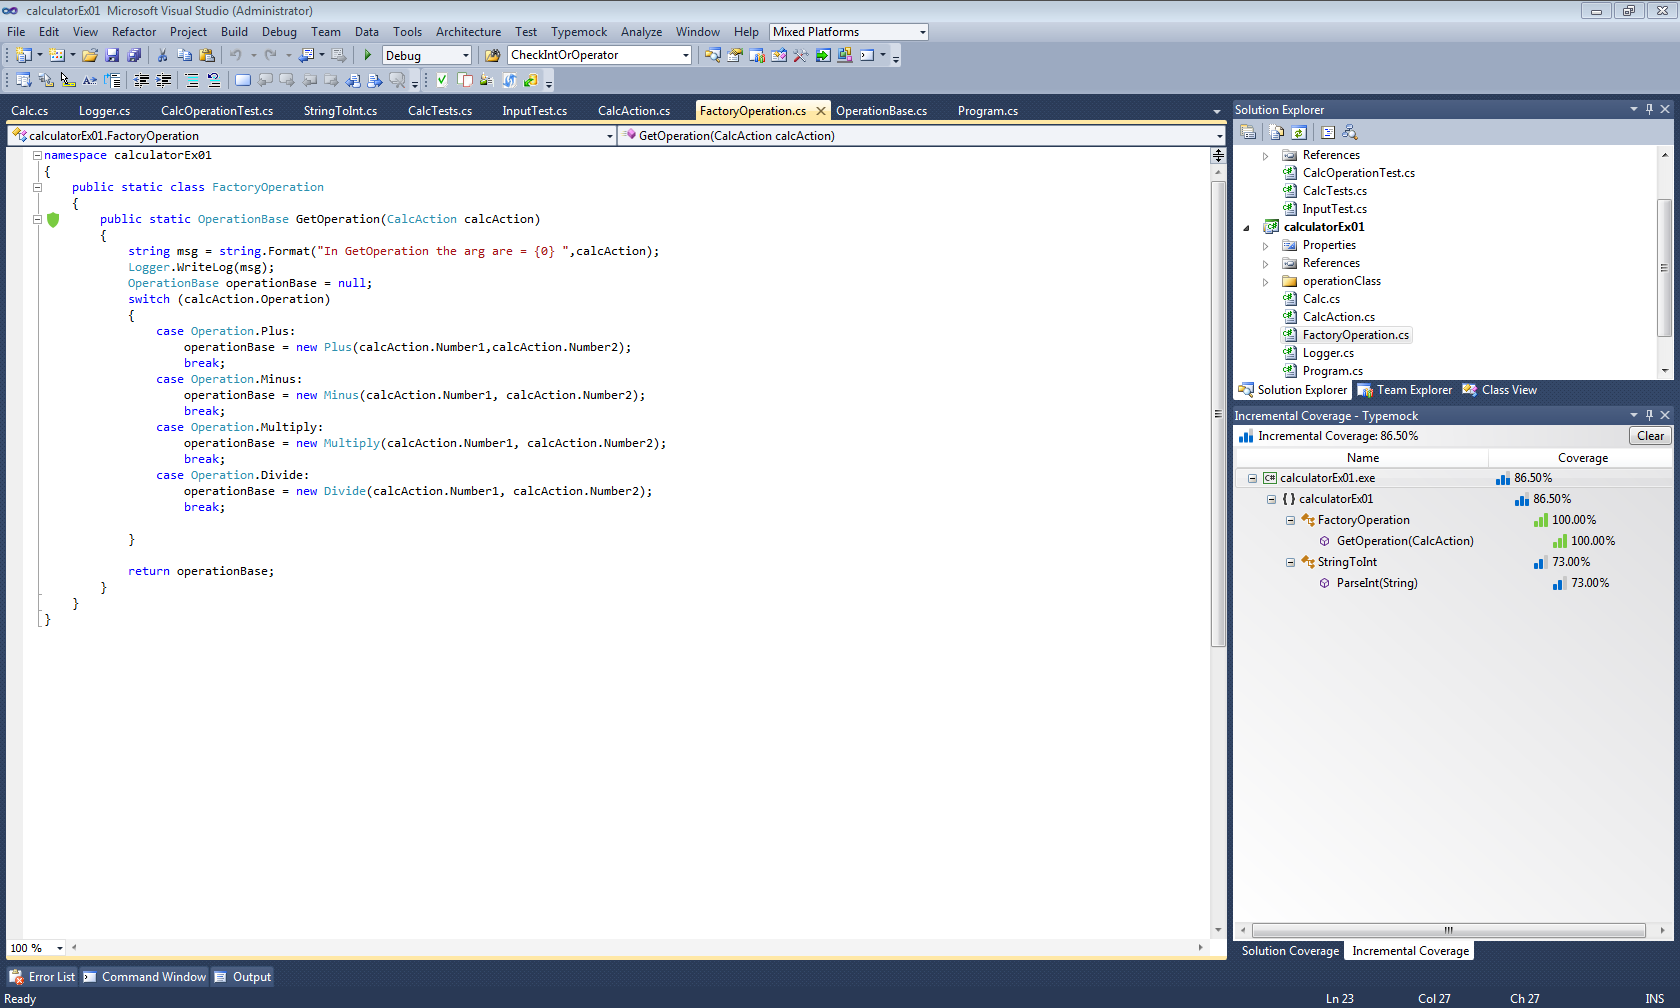 calculatorEx01 Microsoft Visual Studio (Administrator)
File Edit View Refactor Project Build Debug Team Data Tools Architecture Test Typemock Analyze Window Help Mixed Platforms
Debug CheckIntOrOperator
Calc.cs Logger.cs CalcOperationTest.cs StringToInt.cs CalcTests.cs InputTest.cs CalcAction.cs FactoryOperation.cs OperationBase.cs Program.cs
calculatorEx01.FactoryOperation GetOperation(CalcAction calcAction)
namespace calculatorEx01
{
public static class FactoryOperation
{
public static OperationBase GetOperation(CalcAction calcAction)
{
string msg = string.Format("In GetOperation the arg are = {0} ",calcAction);
Logger.WriteLog(msg);
OperationBase operationBase = null;
switch (calcAction.Operation)
{
case Operation.Plus:
operationBase = new Plus(calcAction.Number1,calcAction.Number2);
break;
case Operation.Minus:
operationBase = new Minus(calcAction.Number1, calcAction.Number2);
break;
case Operation.Multiply:
operationBase = new Multiply(calcAction.Number1, calcAction.Number2);
break;
case Operation.Divide:
operationBase = new Divide(calcAction.Number1, calcAction.Number2);
break;
}
return operationBase;
}
}
}
100 %
Solution Explorer
References
CalcOperationTest.cs
CalcTests.cs
InputTest.cs
calculatorEx01
Properties
References
operationClass
Calc.cs
CalcAction.cs
FactoryOperation.cs
Logger.cs
Program.cs
Solution Explorer Team Explorer Class View
Incremental Coverage - Typemock
Incremental Coverage: 86.50% Clear
Name Coverage
C# calculatorEx01.exe 86.50%
{ } calculatorEx01 86.50%
FactoryOperation 100.00%
GetOperation(CalcAction) 100.00%
StringToInt 73.00%
ParseInt(String) 73.00%
Solution Coverage Incremental Coverage
Error List Command Window Output
Ready Ln 23 Col 27 Ch 27 INS